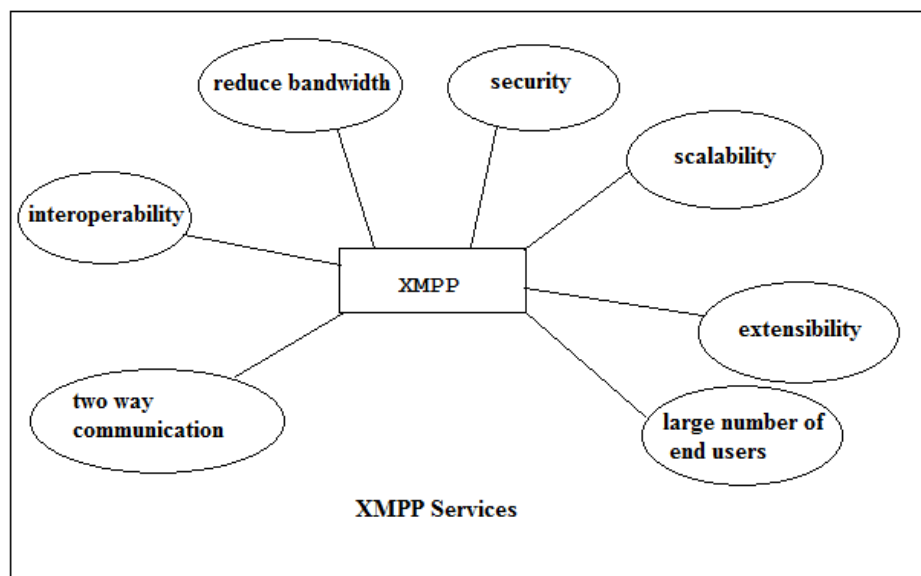 reduce bandwidth
security
scalability
interoperability
XMPP
extensibility
two way
communication
large number of
end users
XMPP Services